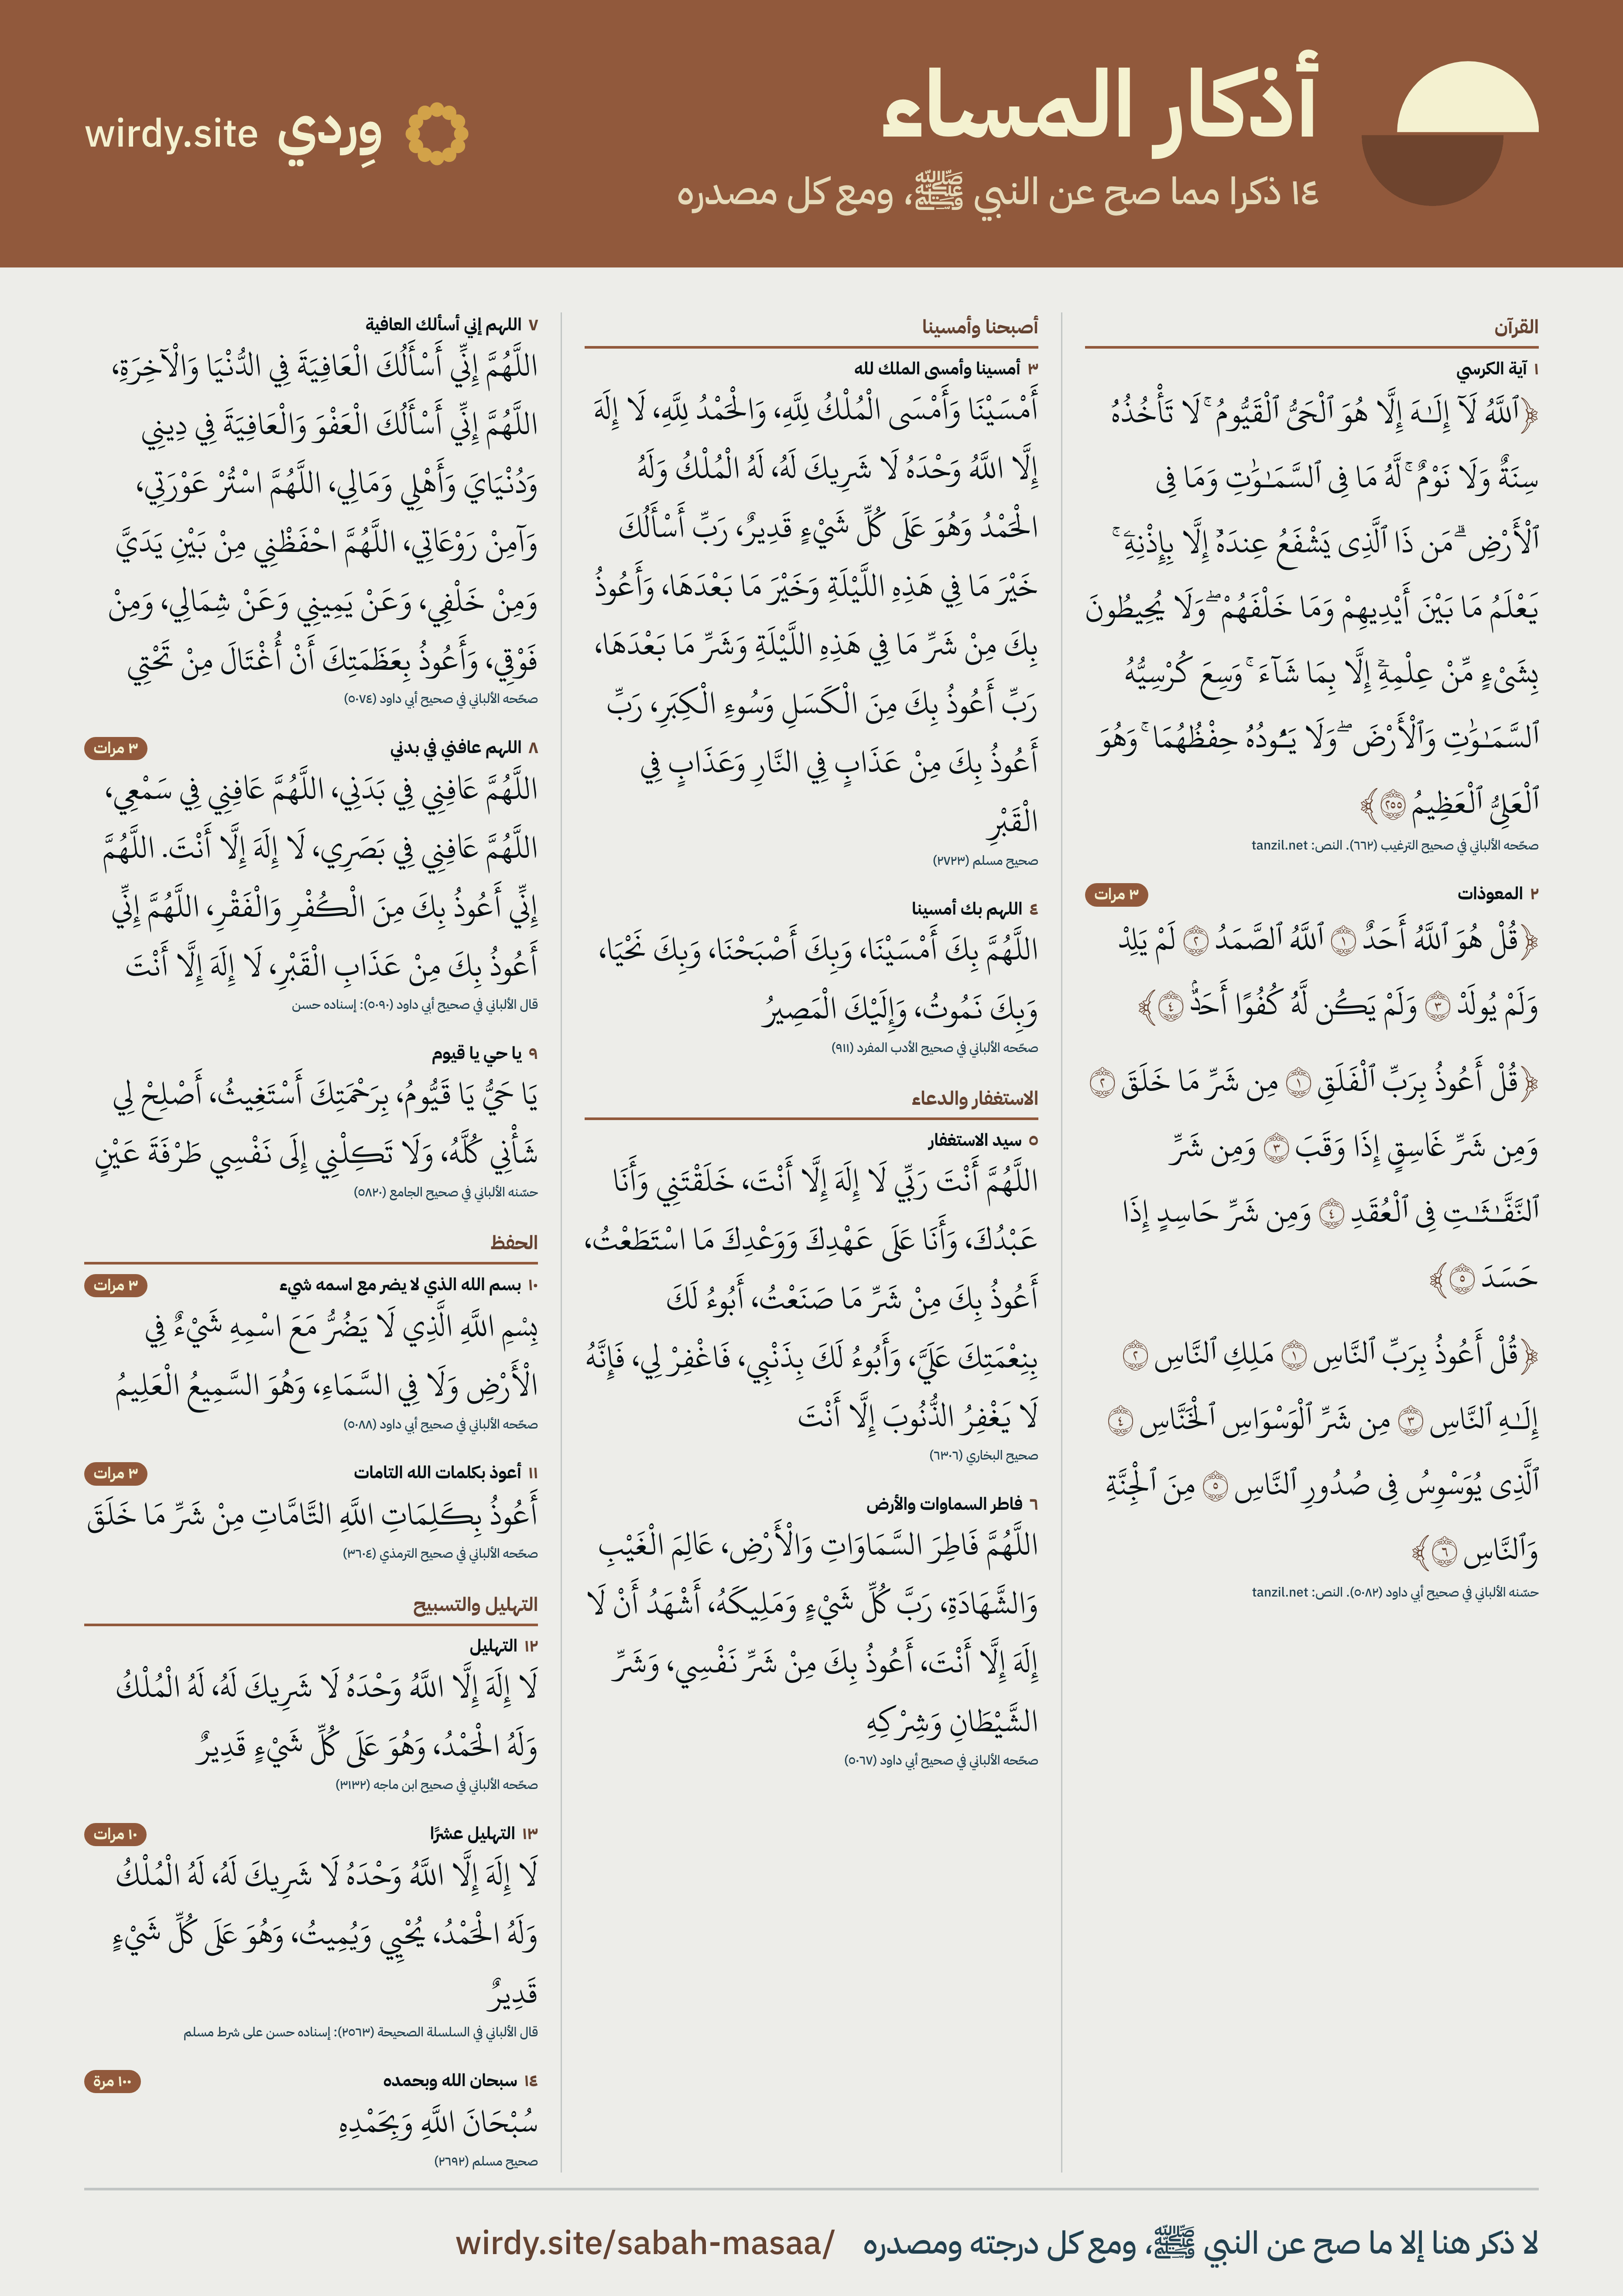 أذكار المساء
١٤ ذكرا مما صح عن النبي ﷺ، ومع كل مصدره
وِردي wirdy.site
القرآن
١ آية الكرسي
﴿ٱللَّهُ لَآ إِلَـٰهَ إِلَّا هُوَ ٱلْحَىُّ ٱلْقَيُّومُ ۚ لَا تَأْخُذُهُۥ
سِنَةٌ وَلَا نَوْمٌ ۚ لَّهُۥ مَا فِى ٱلسَّمَـٰوَٰتِ وَمَا فِى
ٱلْأَرْضِ ۗ مَن ذَا ٱلَّذِى يَشْفَعُ عِندَهُۥٓ إِلَّا بِإِذْنِهِۦ ۚ
يَعْلَمُ مَا بَيْنَ أَيْدِيهِمْ وَمَا خَلْفَهُمْ ۖ وَلَا يُحِيطُونَ
بِشَىْءٍ مِّنْ عِلْمِهِۦٓ إِلَّا بِمَا شَآءَ ۚ وَسِعَ كُرْسِيُّهُ
ٱلسَّمَـٰوَٰتِ وَٱلْأَرْضَ ۖ وَلَا يَـُٔودُهُۥ حِفْظُهُمَا ۚ وَهُوَ
ٱلْعَلِىُّ ٱلْعَظِيمُ ٢٥٥﴾
صحّحه الألباني في صحيح الترغيب (٦٦٢). النص: tanzil.net
٢ المعوذات ٣ مرات
﴿قُلْ هُوَ ٱللَّهُ أَحَدٌ ١ ٱللَّهُ ٱلصَّمَدُ ٢ لَمْ يَلِدْ
وَلَمْ يُولَدْ ٣ وَلَمْ يَكُن لَّهُۥ كُفُوًا أَحَدٌۢ ٤﴾
﴿قُلْ أَعُوذُ بِرَبِّ ٱلْفَلَقِ ١ مِن شَرِّ مَا خَلَقَ ٢
وَمِن شَرِّ غَاسِقٍ إِذَا وَقَبَ ٣ وَمِن شَرِّ
ٱلنَّفَّـٰثَـٰتِ فِى ٱلْعُقَدِ ٤ وَمِن شَرِّ حَاسِدٍ إِذَا
حَسَدَ ٥﴾
﴿قُلْ أَعُوذُ بِرَبِّ ٱلنَّاسِ ١ مَلِكِ ٱلنَّاسِ ٢
إِلَـٰهِ ٱلنَّاسِ ٣ مِن شَرِّ ٱلْوَسْوَاسِ ٱلْخَنَّاسِ ٤
ٱلَّذِى يُوَسْوِسُ فِى صُدُورِ ٱلنَّاسِ ٥ مِنَ ٱلْجِنَّةِ
وَٱلنَّاسِ ٦﴾
حسّنه الألباني في صحيح أبي داود (٥٠٨٢). النص: tanzil.net
أصبحنا وأمسينا
٣ أمسينا وأمسى الملك لله
أَمْسَيْنَا وَأَمْسَى الْمُلْكُ لِلَّهِ، وَالْحَمْدُ لِلَّهِ، لَا إِلَهَ
إِلَّا اللَّهُ وَحْدَهُ لَا شَرِيكَ لَهُ، لَهُ الْمُلْكُ وَلَهُ
الْحَمْدُ وَهُوَ عَلَى كُلِّ شَيْءٍ قَدِيرٌ، رَبِّ أَسْأَلُكَ
خَيْرَ مَا فِي هَذِهِ اللَّيْلَةِ وَخَيْرَ مَا بَعْدَهَا، وَأَعُوذُ
بِكَ مِنْ شَرِّ مَا فِي هَذِهِ اللَّيْلَةِ وَشَرِّ مَا بَعْدَهَا،
رَبِّ أَعُوذُ بِكَ مِنَ الْكَسَلِ وَسُوءِ الْكِبَرِ، رَبِّ
أَعُوذُ بِكَ مِنْ عَذَابٍ فِي النَّارِ وَعَذَابٍ فِي
الْقَبْرِ
صحيح مسلم (٢٧٢٣)
٤ اللهم بك أمسينا
اللَّهُمَّ بِكَ أَمْسَيْنَا، وَبِكَ أَصْبَحْنَا، وَبِكَ نَحْيَا،
وَبِكَ نَمُوتُ، وَإِلَيْكَ الْمَصِيرُ
صحّحه الألباني في صحيح الأدب المفرد (٩١١)
الاستغفار والدعاء
٥ سيد الاستغفار
اللَّهُمَّ أَنْتَ رَبِّي لَا إِلَهَ إِلَّا أَنْتَ، خَلَقْتَنِي وَأَنَا
عَبْدُكَ، وَأَنَا عَلَى عَهْدِكَ وَوَعْدِكَ مَا اسْتَطَعْتُ،
أَعُوذُ بِكَ مِنْ شَرِّ مَا صَنَعْتُ، أَبُوءُ لَكَ
بِنِعْمَتِكَ عَلَيَّ، وَأَبُوءُ لَكَ بِذَنْبِي، فَاغْفِرْ لِي، فَإِنَّهُ
لَا يَغْفِرُ الذُّنُوبَ إِلَّا أَنْتَ
صحيح البخاري (٦٣٠٦)
٦ فاطر السماوات والأرض
اللَّهُمَّ فَاطِرَ السَّمَاوَاتِ وَالْأَرْضِ، عَالِمَ الْغَيْبِ
وَالشَّهَادَةِ، رَبَّ كُلِّ شَيْءٍ وَمَلِيكَهُ، أَشْهَدُ أَنْ لَا
إِلَهَ إِلَّا أَنْتَ، أَعُوذُ بِكَ مِنْ شَرِّ نَفْسِي، وَشَرِّ
الشَّيْطَانِ وَشِرْكِهِ
صحّحه الألباني في صحيح أبي داود (٥٠٦٧)
٧ اللهم إني أسألك العافية
اللَّهُمَّ إِنِّي أَسْأَلُكَ الْعَافِيَةَ فِي الدُّنْيَا وَالْآخِرَةِ،
اللَّهُمَّ إِنِّي أَسْأَلُكَ الْعَفْوَ وَالْعَافِيَةَ فِي دِينِي
وَدُنْيَايَ وَأَهْلِي وَمَالِي، اللَّهُمَّ اسْتُرْ عَوْرَتِي،
وَآمِنْ رَوْعَاتِي، اللَّهُمَّ احْفَظْنِي مِنْ بَيْنِ يَدَيَّ
وَمِنْ خَلْفِي، وَعَنْ يَمِينِي وَعَنْ شِمَالِي، وَمِنْ
فَوْقِي، وَأَعُوذُ بِعَظَمَتِكَ أَنْ أُغْتَالَ مِنْ تَحْتِي
صحّحه الألباني في صحيح أبي داود (٥٠٧٤)
٨ اللهم عافني في بدني ٣ مرات
اللَّهُمَّ عَافِنِي فِي بَدَنِي، اللَّهُمَّ عَافِنِي فِي سَمْعِي،
اللَّهُمَّ عَافِنِي فِي بَصَرِي، لَا إِلَهَ إِلَّا أَنْتَ. اللَّهُمَّ
إِنِّي أَعُوذُ بِكَ مِنَ الْكُفْرِ وَالْفَقْرِ، اللَّهُمَّ إِنِّي
أَعُوذُ بِكَ مِنْ عَذَابِ الْقَبْرِ، لَا إِلَهَ إِلَّا أَنْتَ
قال الألباني في صحيح أبي داود (٥٠٩٠): إسناده حسن
٩ يا حي يا قيوم
يَا حَيُّ يَا قَيُّومُ، بِرَحْمَتِكَ أَسْتَغِيثُ، أَصْلِحْ لِي
شَأْنِي كُلَّهُ، وَلَا تَكِلْنِي إِلَى نَفْسِي طَرْفَةَ عَيْنٍ
حسّنه الألباني في صحيح الجامع (٥٨٢٠)
الحفظ
١٠ بسم الله الذي لا يضر مع اسمه شيء ٣ مرات
بِسْمِ اللَّهِ الَّذِي لَا يَضُرُّ مَعَ اسْمِهِ شَيْءٌ فِي
الْأَرْضِ وَلَا فِي السَّمَاءِ، وَهُوَ السَّمِيعُ الْعَلِيمُ
صحّحه الألباني في صحيح أبي داود (٥٠٨٨)
١١ أعوذ بكلمات الله التامات ٣ مرات
أَعُوذُ بِكَلِمَاتِ اللَّهِ التَّامَّاتِ مِنْ شَرِّ مَا خَلَقَ
صحّحه الألباني في صحيح الترمذي (٣٦٠٤)
التهليل والتسبيح
١٢ التهليل
لَا إِلَهَ إِلَّا اللَّهُ وَحْدَهُ لَا شَرِيكَ لَهُ، لَهُ الْمُلْكُ
وَلَهُ الْحَمْدُ، وَهُوَ عَلَى كُلِّ شَيْءٍ قَدِيرٌ
صحّحه الألباني في صحيح ابن ماجه (٣١٣٢)
١٣ التهليل عشرًا ١٠ مرات
لَا إِلَهَ إِلَّا اللَّهُ وَحْدَهُ لَا شَرِيكَ لَهُ، لَهُ الْمُلْكُ
وَلَهُ الْحَمْدُ، يُحْيِي وَيُمِيتُ، وَهُوَ عَلَى كُلِّ شَيْءٍ
قَدِيرٌ
قال الألباني في السلسلة الصحيحة (٢٥٦٣): إسناده حسن على شرط مسلم
١٤ سبحان الله وبحمده ١٠٠ مرة
سُبْحَانَ اللَّهِ وَبِحَمْدِهِ
صحيح مسلم (٢٦٩٢)
لا ذكر هنا إلا ما صح عن النبي ﷺ، ومع كل درجته ومصدره wirdy.site/sabah-masaa/